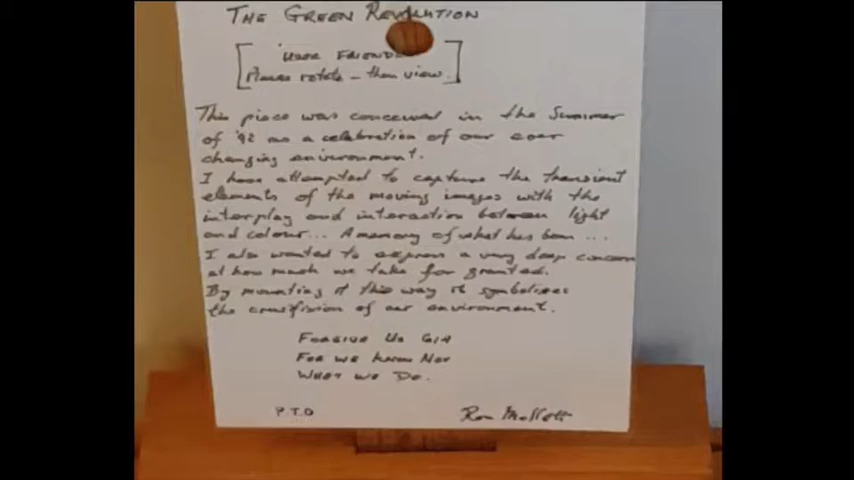 The Green Revolution
[ 'User Friendly
Please rotate - then view. ]
This piece was conceived in the Summer
of '92 as a celebration of our ever
changing environment.
I have attempted to capture the transient
elements of the moving images with the
interplay and interaction between light
and colour... A memory of what has been ...
I also wanted to express a very deep concern
at how much we take for granted.
By mounting it this way it symbolises
the crucifixion of our environment.
Forgive Us Gia
For we know Not
What we Do.
P.T.O
Ron